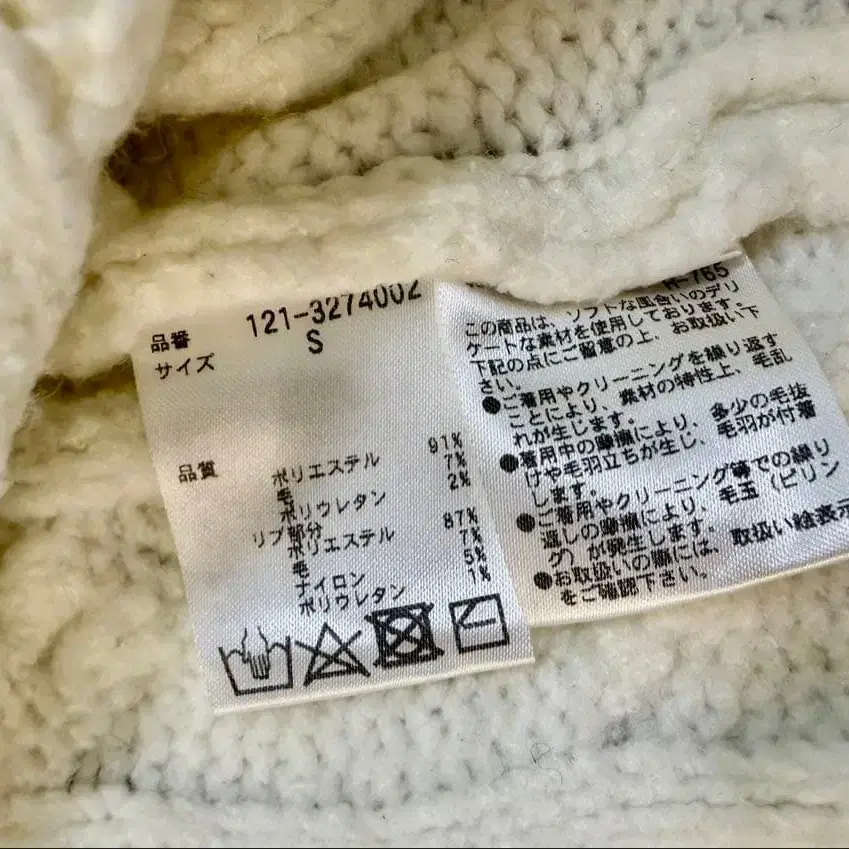 品番 121-3274002
サイズ S
品質
ポリエステル 91%
毛 7%
ポリウレタン 2%
リブ部分
ポリエステル 87%
毛 7%
ナイロン 5%
ポリウレタン 1%
H-765
この商品は、ソフトな風合いのデリ
ケートな素材を使用しております。
下記の点にご留意の上、お取扱い下
さい。
●ご着用やクリーニングを繰り返す
ことにより、素材の特性上、毛乱
れが生じます。
●着用中の摩擦により、多少の毛抜
けや毛羽立ちが生じ、毛羽が付着
します。
●ご着用やクリーニング等での繰り
返しの摩擦により、毛玉(ピリン
グ)が発生します。
●お取扱いの際には、取扱い絵表示
をご確認下さい。